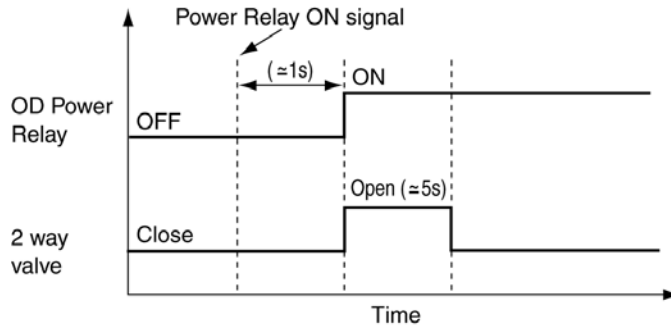 Power Relay ON signal
(≃1s)
ON
OD Power
Relay
OFF
Open (≃5s)
2 way
valve
Close
Time